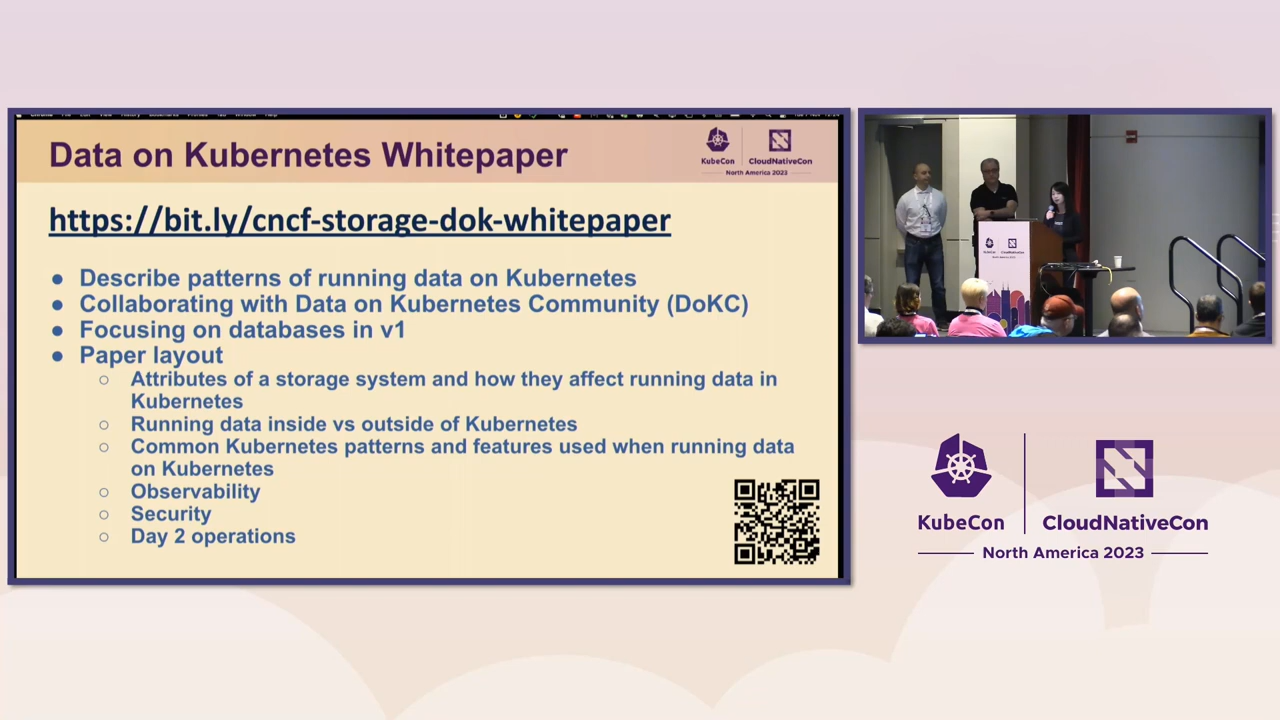 Data on Kubernetes Whitepaper
KubeCon
CloudNativeCon
North America 2023
https://bit.ly/cncf-storage-dok-whitepaper
● Describe patterns of running data on Kubernetes
● Collaborating with Data on Kubernetes Community (DoKC)
● Focusing on databases in v1
● Paper layout
○ Attributes of a storage system and how they affect running data in
Kubernetes
○ Running data inside vs outside of Kubernetes
○ Common Kubernetes patterns and features used when running data
on Kubernetes
○ Observability
○ Security
○ Day 2 operations
KubeCon
CloudNativeCon
North America 2023